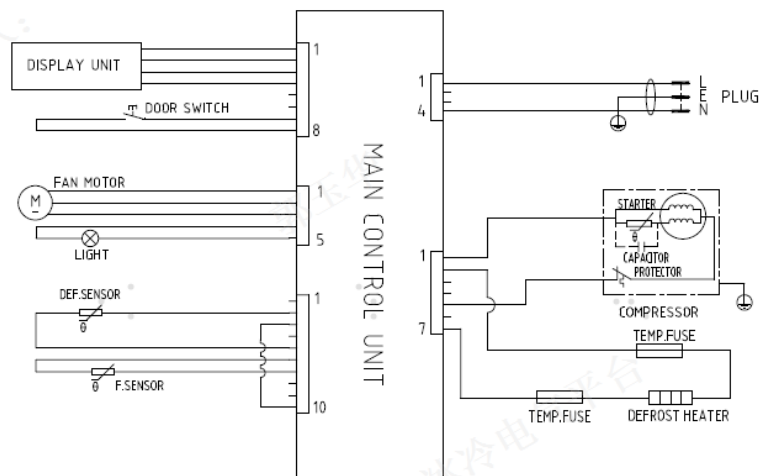 DISPLAY UNIT
1
DOOR SWITCH
8
FAN MOTOR
M
1
LIGHT
5
DEF.SENSOR
θ
1
θ
F.SENSOR
10
MAIN CONTROL UNIT
1
4
L
E
N
PLUG
STARTER
θ
CAPACITOR
PROTECTOR
COMPRESSOR
1
7
TEMP.FUSE
TEMP.FUSE
DEFROST HEATER